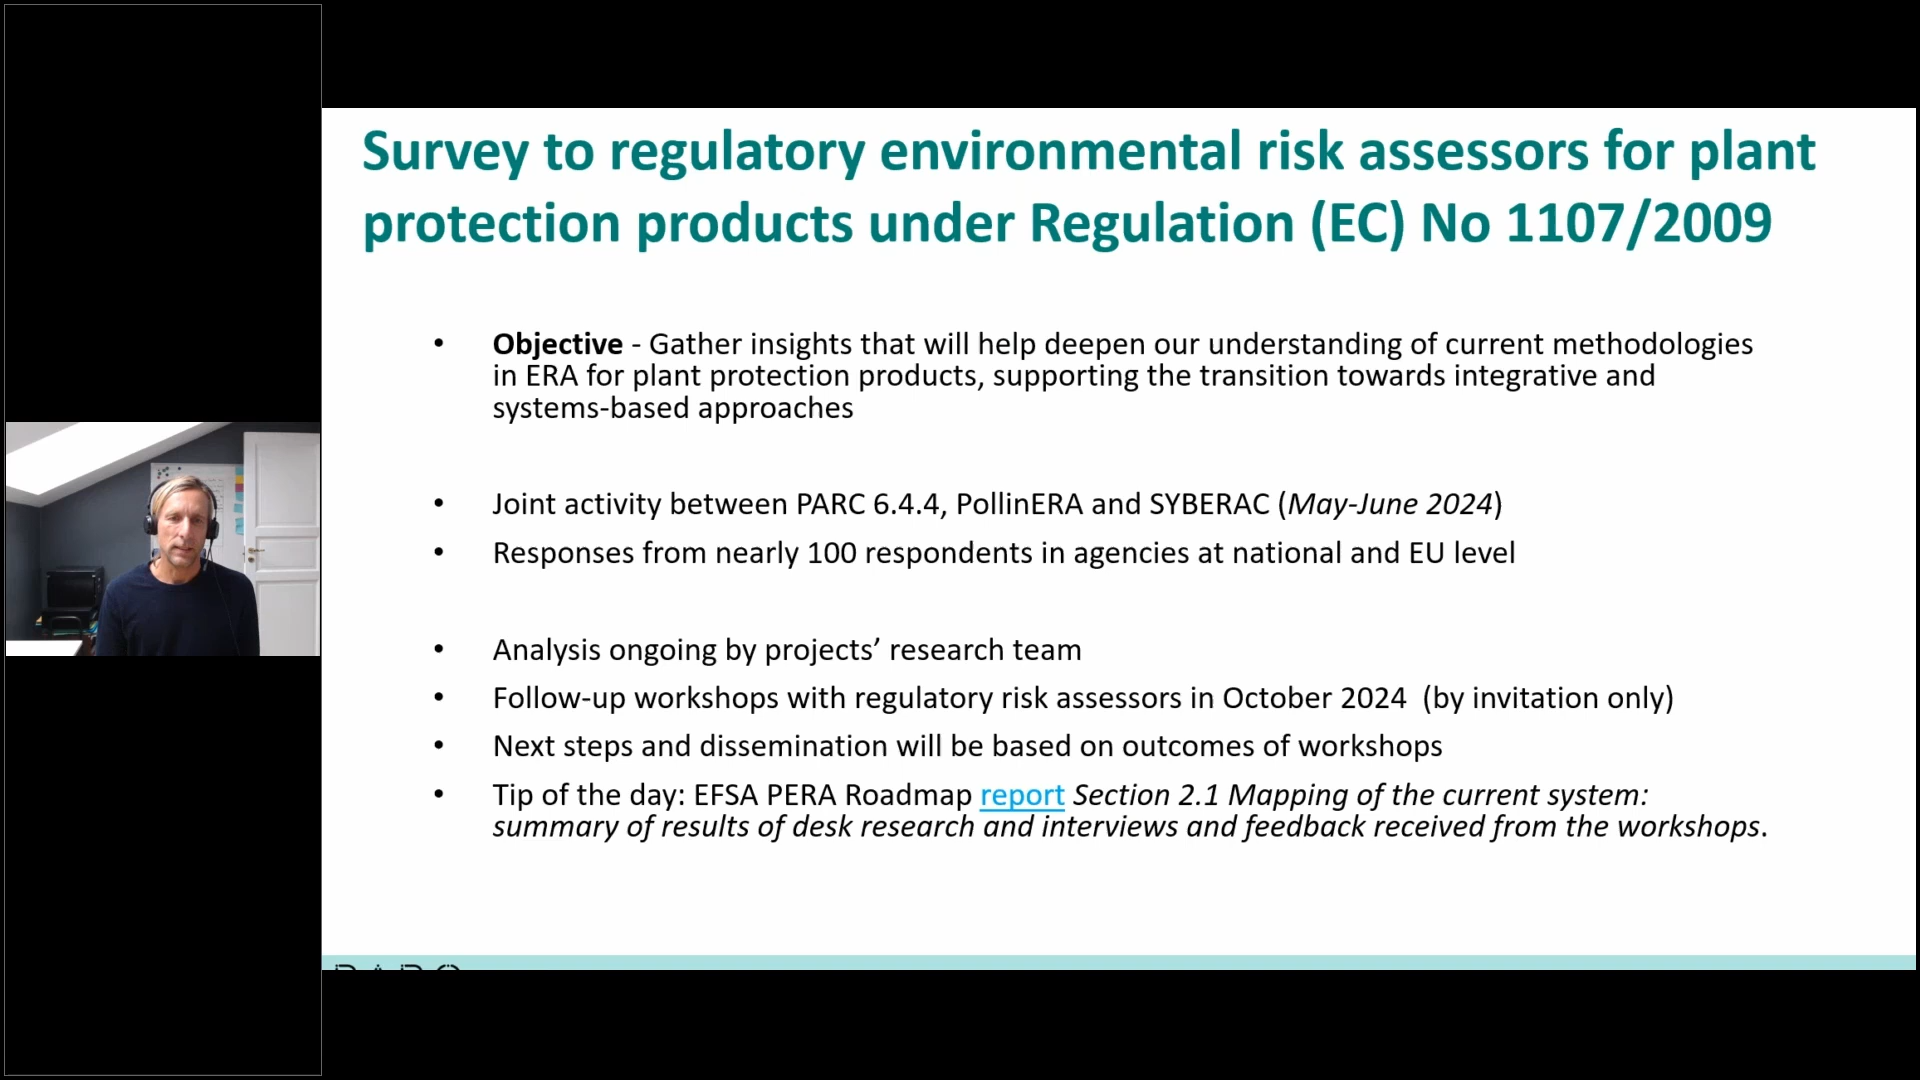 Survey to regulatory environmental risk assessors for plant
protection products under Regulation (EC) No 1107/2009
• Objective - Gather insights that will help deepen our understanding of current methodologies
in ERA for plant protection products, supporting the transition towards integrative and
systems-based approaches
• Joint activity between PARC 6.4.4, PollinERA and SYBERAC (May-June 2024)
• Responses from nearly 100 respondents in agencies at national and EU level
• Analysis ongoing by projects’ research team
• Follow-up workshops with regulatory risk assessors in October 2024 (by invitation only)
• Next steps and dissemination will be based on outcomes of workshops
• Tip of the day: EFSA PERA Roadmap report Section 2.1 Mapping of the current system:
summary of results of desk research and interviews and feedback received from the workshops.